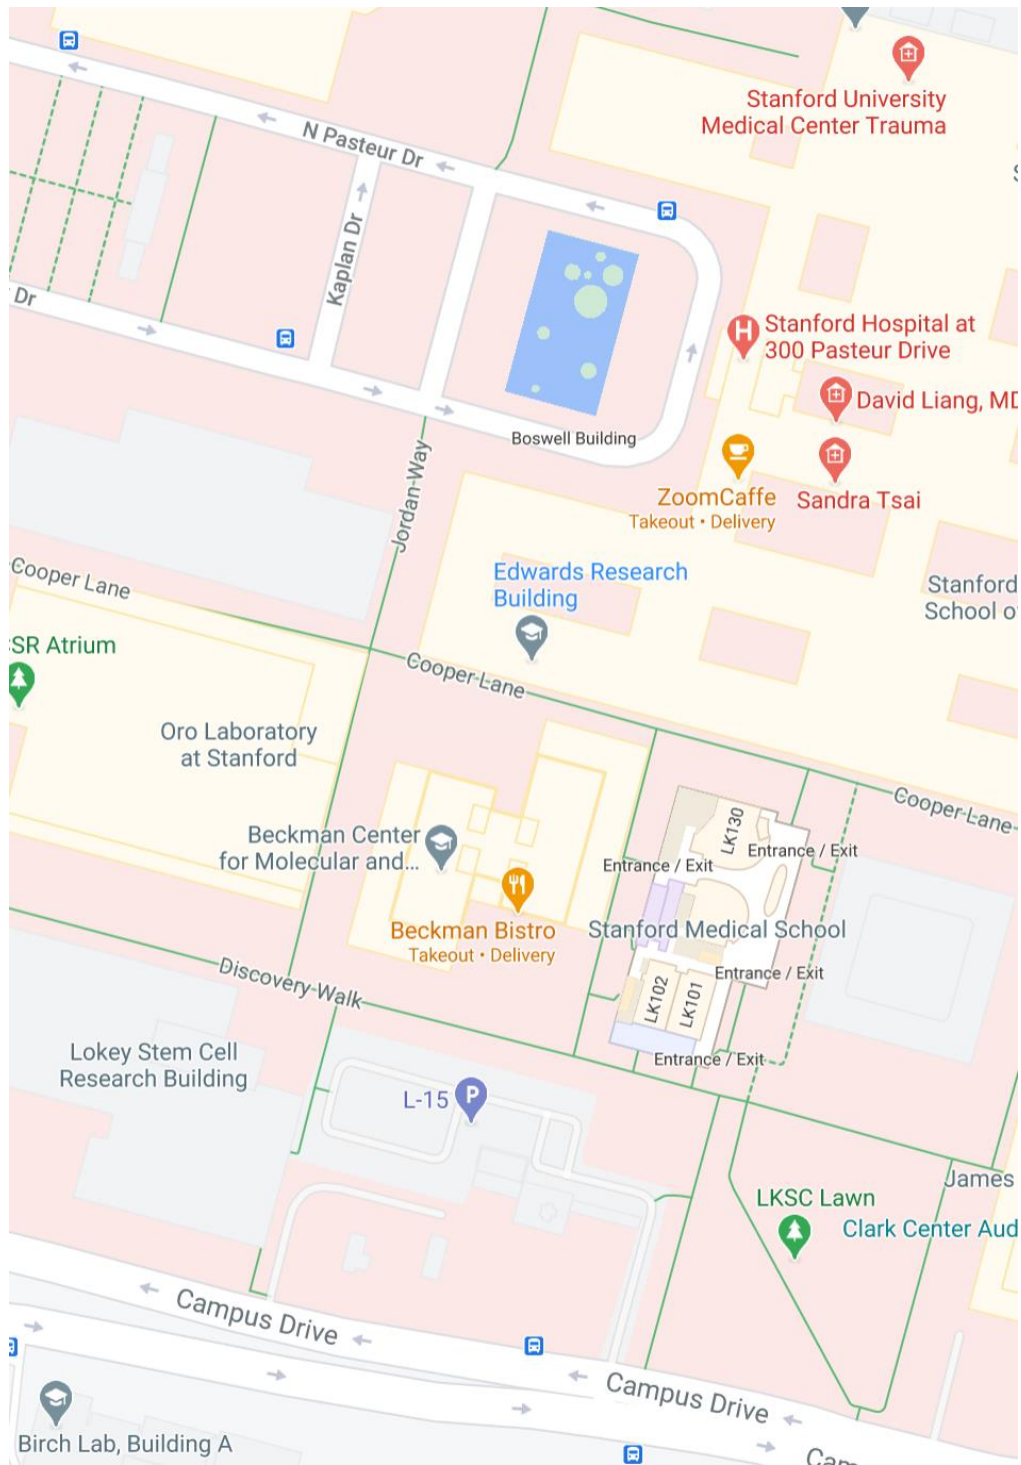 Stanford University
Medical Center Trauma
N Pasteur Dr
Kaplan Dr
Dr
H
Stanford Hospital at
300 Pasteur Drive
David Liang, MD
Boswell Building
Jordan Way
ZoomCaffe
Takeout • Delivery
Sandra Tsai
Cooper Lane
Edwards Research
Building
Stanford
School o
SR Atrium
Cooper Lane
Oro Laboratory
at Stanford
Cooper Lane
LK130
Beckman Center
for Molecular and...
Entrance / Exit
Entrance / Exit
Beckman Bistro
Takeout • Delivery
Stanford Medical School
Discovery Walk
Entrance / Exit
LK102
LK101
Lokey Stem Cell
Research Building
Entrance / Exit
L-15
P
James
LKSC Lawn
Clark Center Aud
Campus Drive
Campus Drive
Birch Lab, Building A
Cam